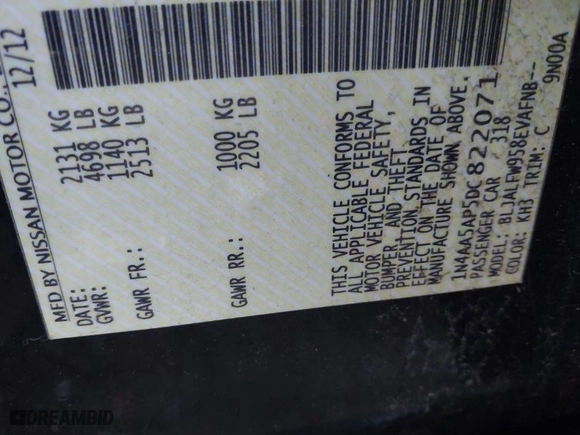 MFD BY NISSAN MOTOR CO.,
DATE: 12/12
GVWR: 2131 KG
4698 LB
GAWR FR.: 1140 KG
2513 LB
GAWR RR.: 1000 KG
2205 LB
THIS VEHICLE CONFORMS TO
ALL APPLICABLE FEDERAL
MOTOR VEHICLE SAFETY,
BUMPER, AND THEFT
PREVENTION STANDARDS IN
EFFECT ON THE DATE OF
MANUFACTURE SHOWN ABOVE.
1N4AA5AP5DC822071
PASSENGER CAR 318
MODEL: BLJALFW958EVAFNB--
COLOR: KH3 TRIM: C 9N00A
DREAMBID